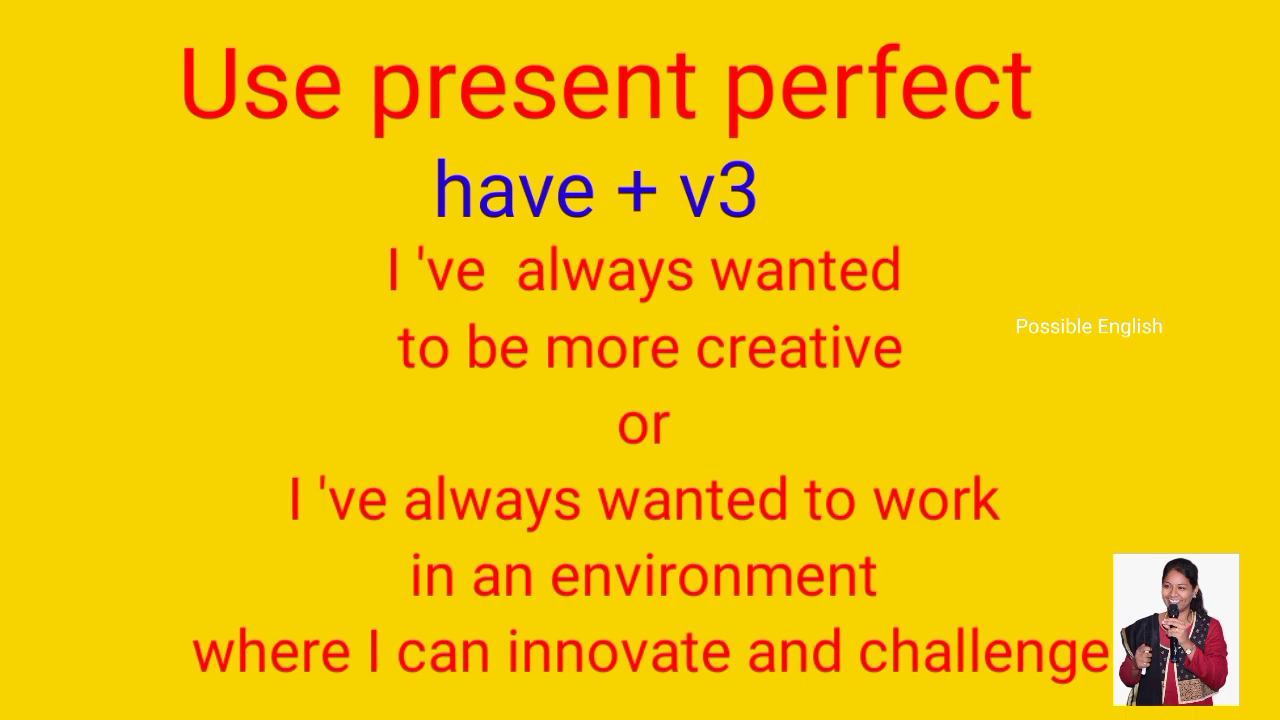 Use present perfect
have + v3
I 've always wanted
to be more creative
Possible English
or
I 've always wanted to work
in an environment
where I can innovate and challenge